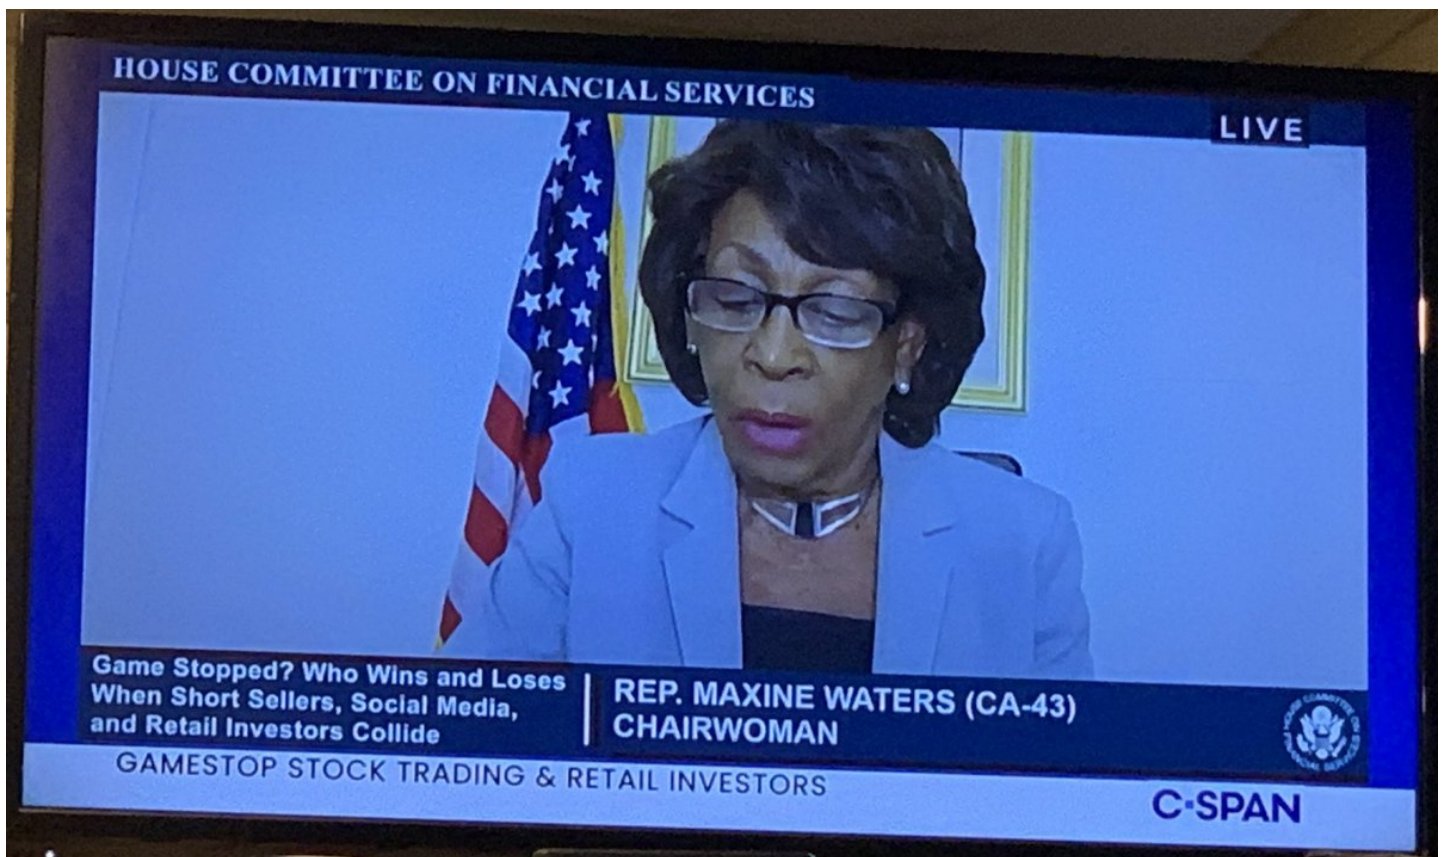 HOUSE COMMITTEE ON FINANCIAL SERVICES
LIVE
Game Stopped? Who Wins and Loses
When Short Sellers, Social Media,
and Retail Investors Collide
REP. MAXINE WATERS (CA-43)
CHAIRWOMAN
GAMESTOP STOCK TRADING & RETAIL INVESTORS
C-SPAN